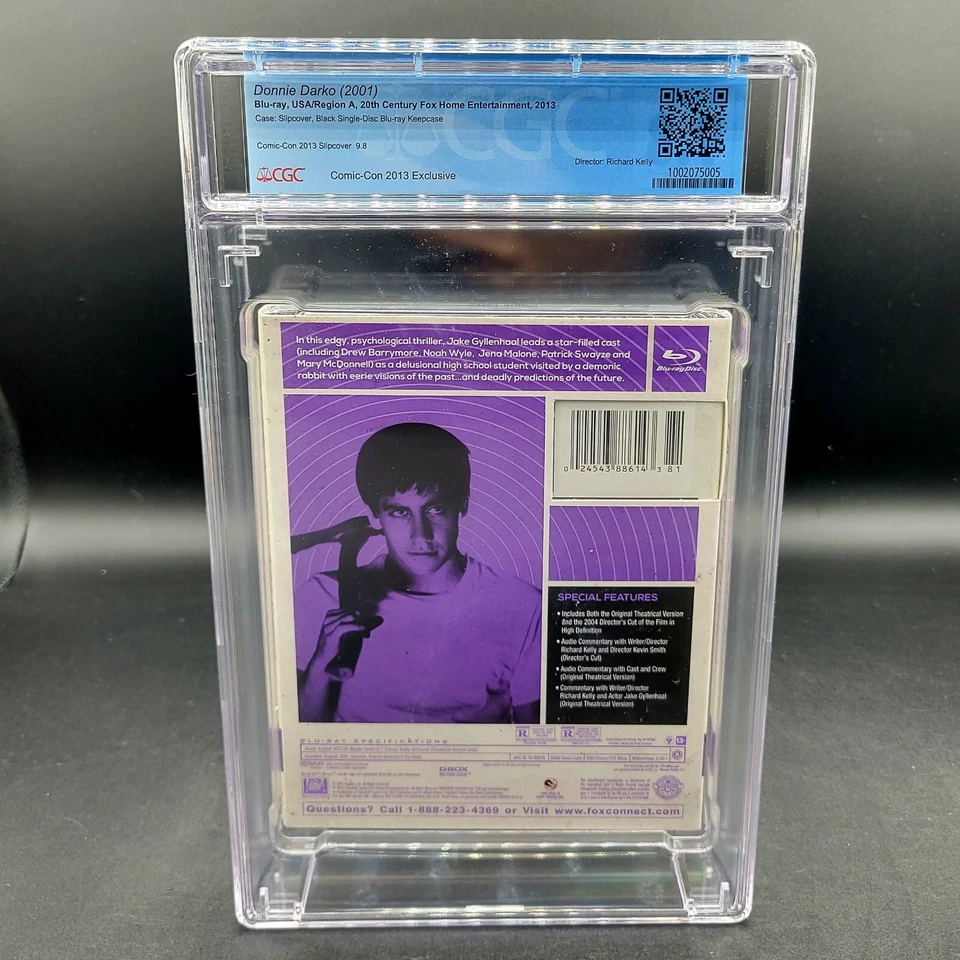 Donnie Darko (2001)
Blu-ray, USA/Region A, 20th Century Fox Home Entertainment, 2013
Case: Slipcover, Black Single-Disc Blu-ray Keepcase
CGC
Comic-Con 2013 Slipcover 9.8
Director: Richard Kelly
CGC
Comic-Con 2013 Exclusive
1002075005
In this edgy, psychological thriller, Jake Gyllenhaal leads a star-filled cast
(including Drew Barrymore, Noah Wyle, Jena Malone, Patrick Swayze and
Mary McDonnell) as a delusional high school student visited by a demonic
rabbit with eerie visions of the past...and deadly predictions of the future.
Blu-ray Disc
0 24543 88614 3 81
SPECIAL FEATURES
• Includes Both the Original Theatrical Version
and the 2004 Director's Cut of the Film in
High Definition
• Audio Commentary with Writer/Director
Richard Kelly and Director Kevin Smith
(Director's Cut)
• Audio Commentary with Cast and Crew
(Original Theatrical Version)
• Commentary with Writer/Director
Richard Kelly and Actor Jake Gyllenhaal
(Original Theatrical Version)
BLU-RAY SPECIFICATIONS
R
R
D-BOX
MOTION CODE
Questions? Call 1-888-223-4369 or Visit www.foxconnect.com